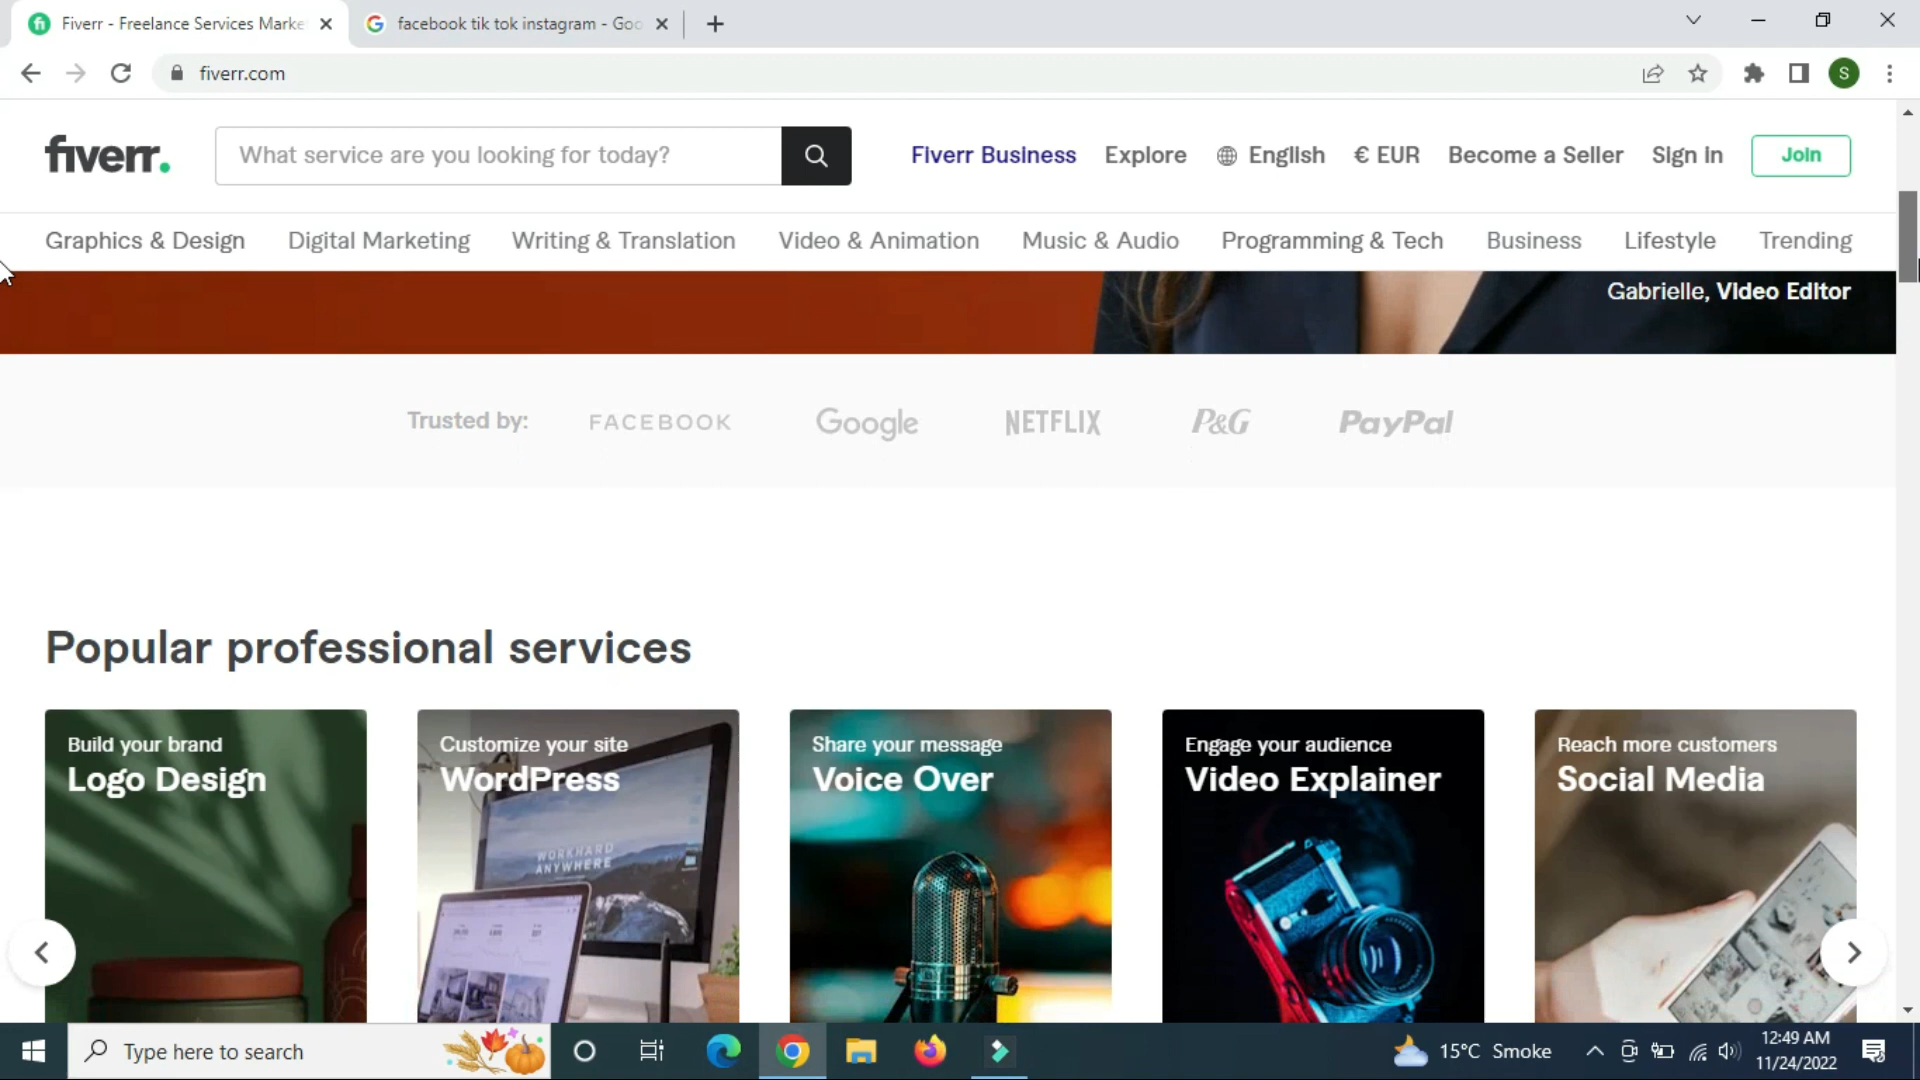 Fiverr - Freelance Services Marke
facebook tik tok instagram - Goo
fiverr.com
S
fiverr.
What service are you looking for today?
Fiverr Business
Explore
English
€ EUR
Become a Seller
Sign in
Join
Graphics & Design
Digital Marketing
Writing & Translation
Video & Animation
Music & Audio
Programming & Tech
Business
Lifestyle
Trending
Gabrielle, Video Editor
Trusted by:
FACEBOOK
Google
NETFLIX
P&G
PayPal
Popular professional services
Build your brand
Logo Design
Customize your site
WordPress
WORKHARD
ANYWHERE
Share your message
Voice Over
Engage your audience
Video Explainer
Reach more customers
Social Media
Type here to search
15°C Smoke
12:49 AM
11/24/2022